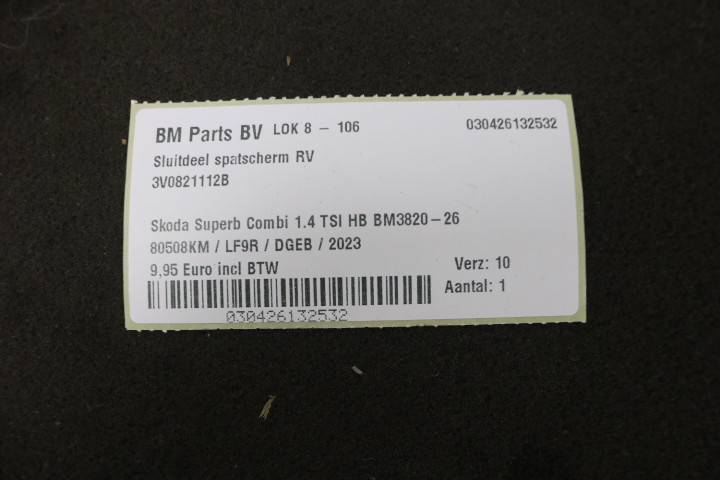 BM Parts BV LOK 8 - 106 030426132532
Sluitdeel spatscherm RV
3V0821112B
Skoda Superb Combi 1.4 TSI HB BM3820-26
80508KM / LF9R / DGEB / 2023
9,95 Euro incl BTW Verz: 10
Aantal: 1
030426132532